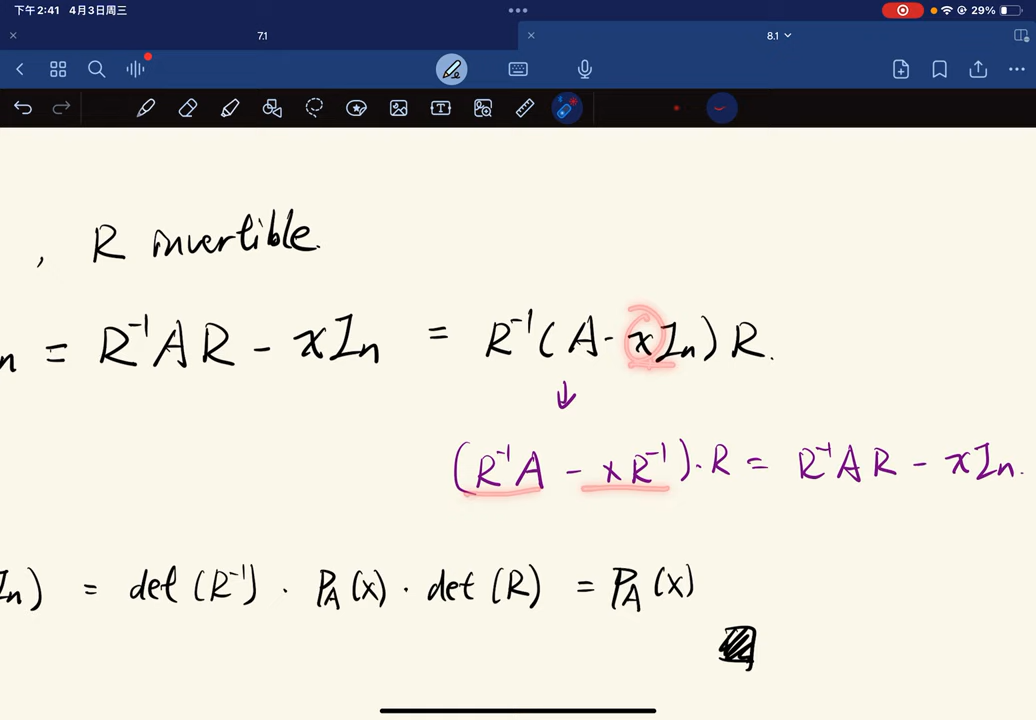 下午2:41 4月3日周三 29%
7.1 8.1
, R invertible.
n = R⁻¹AR - xIn = R⁻¹(A - xIn)R.
↓
(R⁻¹A - xR⁻¹)·R = R⁻¹AR - xIn.
In) = det(R⁻¹) · PA(x) · det(R) = PA(x)